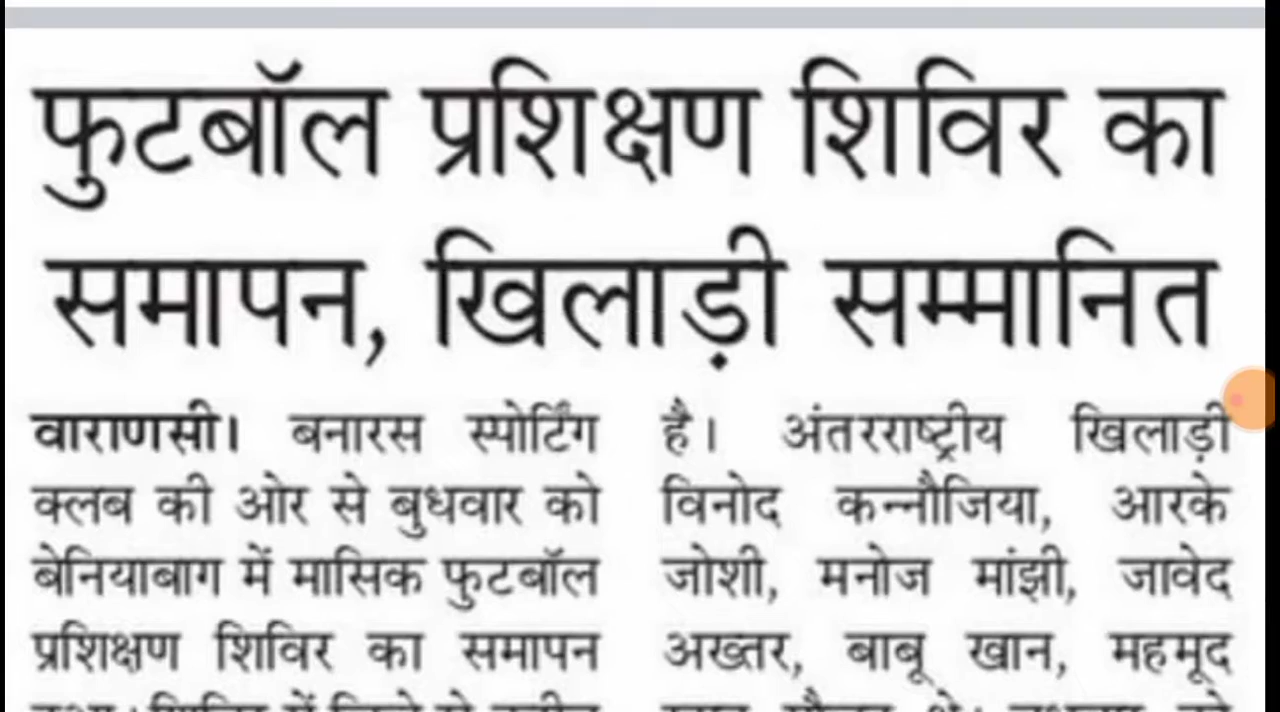 फुटबॉल प्रशिक्षण शिविर का
समापन, खिलाड़ी सम्मानित
वाराणसी। बनारस स्पोर्टिंग
क्लब की ओर से बुधवार को
बेनियाबाग में मासिक फुटबॉल
प्रशिक्षण शिविर का समापन
है। अंतरराष्ट्रीय खिलाड़ी
विनोद कन्नौजिया, आरके
जोशी, मनोज मांझी, जावेद
अख्तर, बाबू खान, महमूद